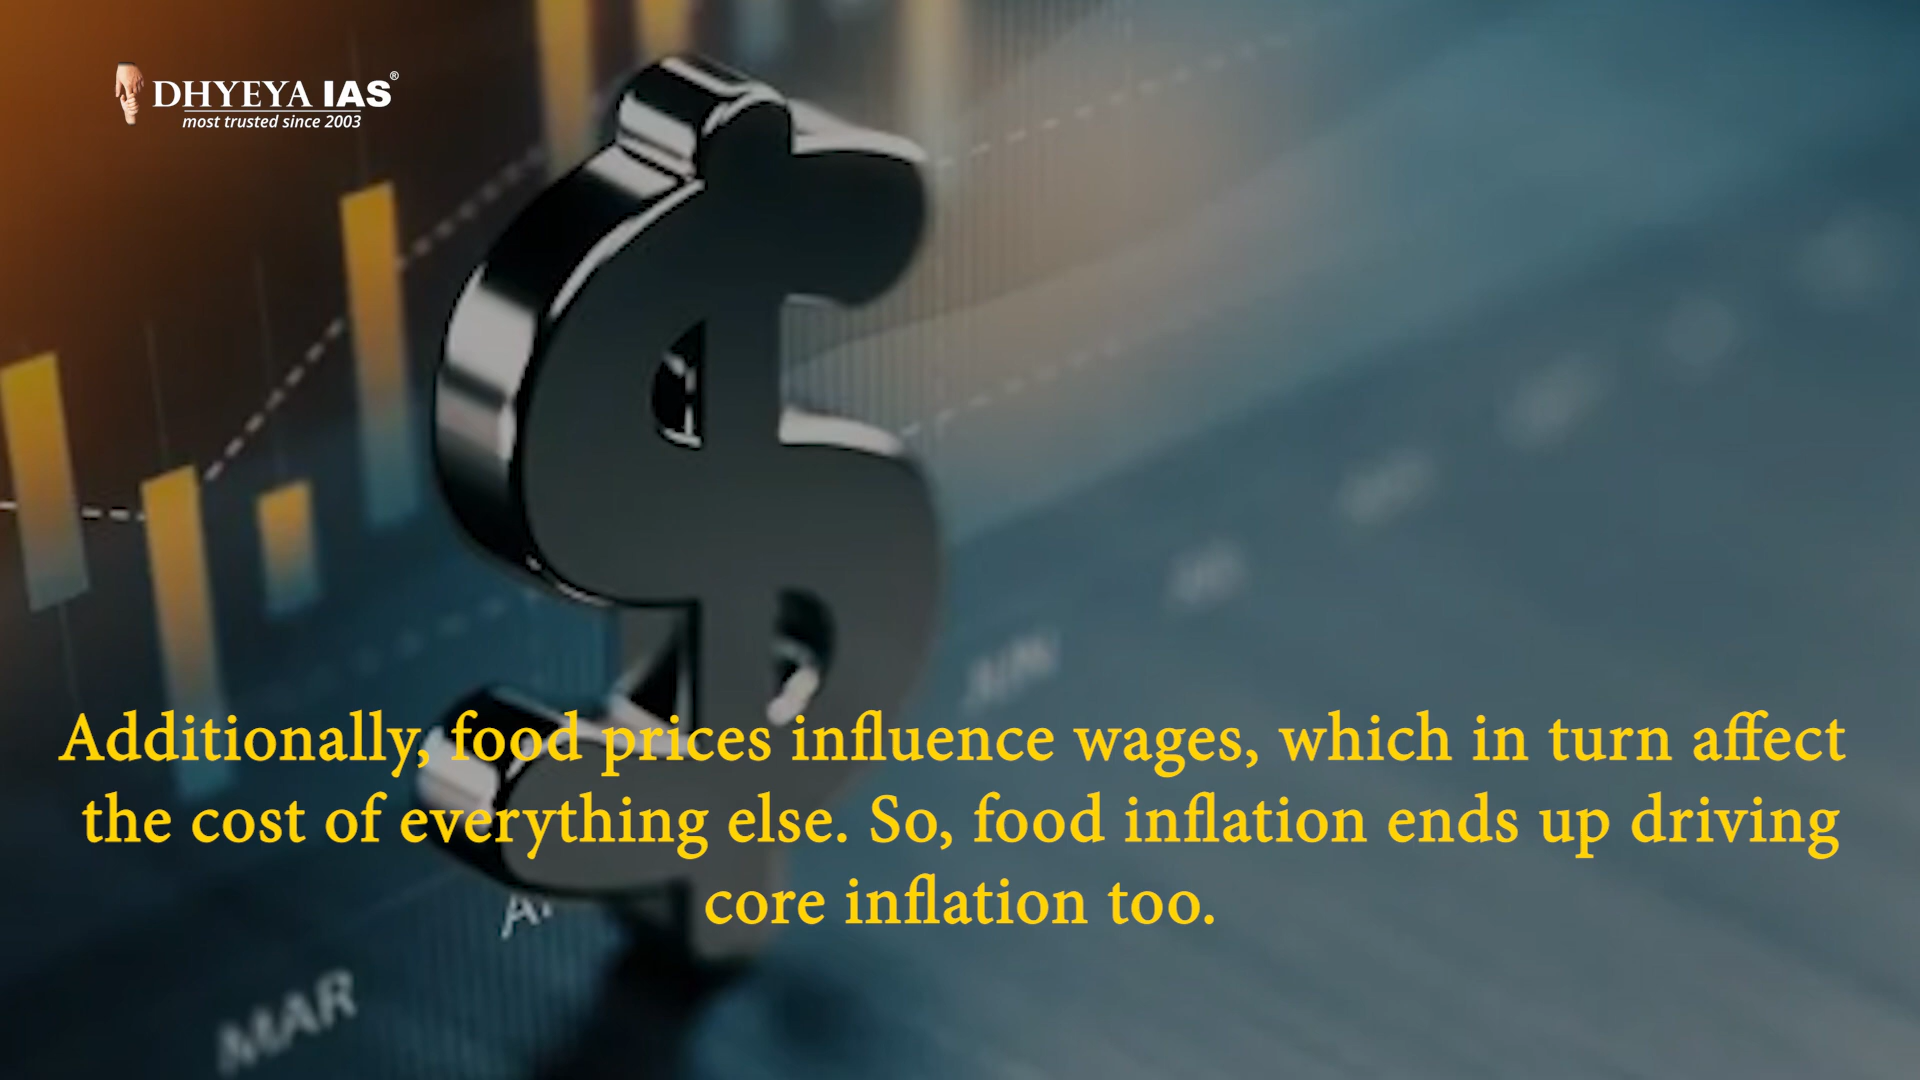 DHYEYA IAS®
most trusted since 2003
JUN
Additionally, food prices influence wages, which in turn affect
the cost of everything else. So, food inflation ends up driving
core inflation too.
MAR